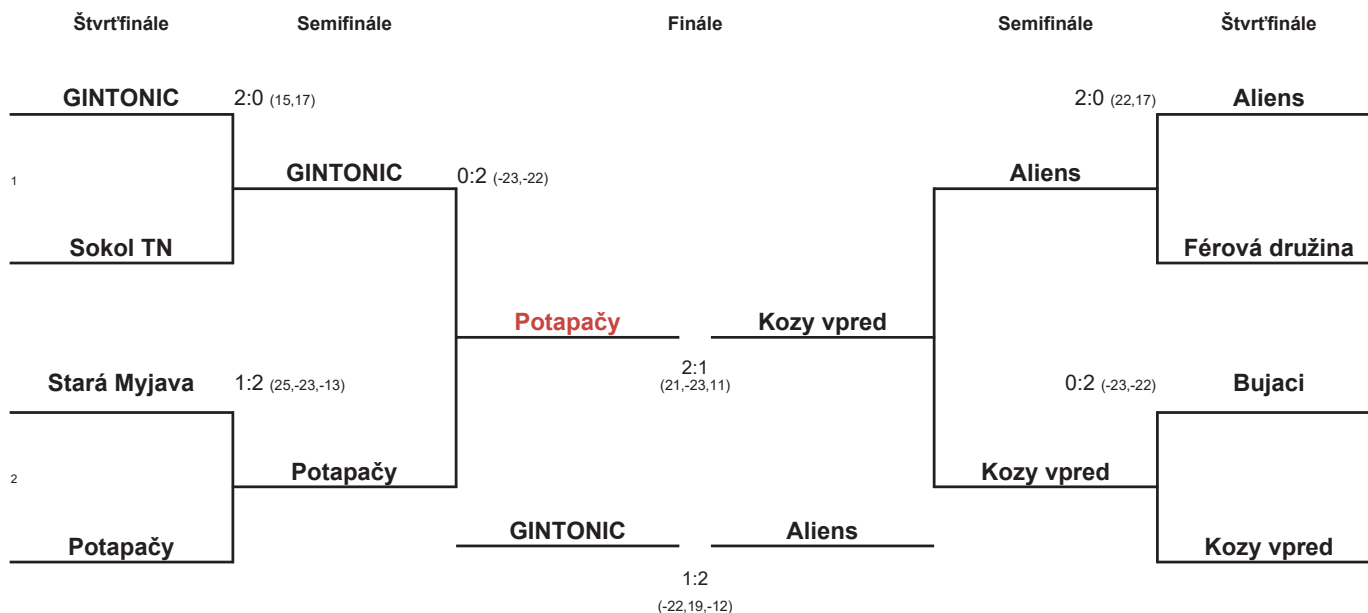 Štvrťfinále Semifinále Finále Semifinále Štvrťfinále
GINTONIC 2:0 (15,17) 2:0 (22,17) Aliens
1 GINTONIC 0:2 (-23,-22) Aliens
Sokol TN Férová družina
Potapačy Kozy vpred
2:1
(21,-23,11)
Stará Myjava 1:2 (25,-23,-13) 0:2 (-23,-22) Bujaci
2 Potapačy Kozy vpred
GINTONIC Aliens
Potapačy Kozy vpred
1:2
(-22,19,-12)